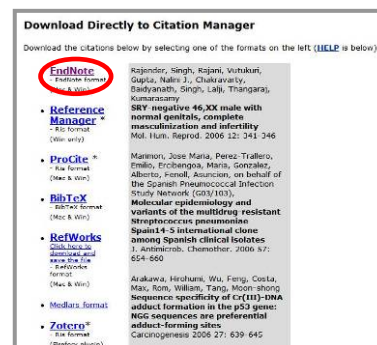 Download Directly to Citation Manager
Download the citations below by selecting one of the formats on the left (HELP is below)
EndNote
- EndNote format
(Mac & Win)
• Reference
Manager *
- Ris format
(Win only)
• ProCite *
- Ris format
(Mac & Win)
• BibTeX
- BibTeX format
(Mac & Win)
• RefWorks
Click here to
download and
save the file
- RefWorks
format
(Mac & Win)
• Medlars format
• Zotero*
- Ris format
(Firefox plugin)
Rajender, Singh, Rajani, Vutukuri,
Gupta, Nalini J., Chakravarty,
Baidyanath, Singh, Lalji, Thangaraj,
Kumarasamy
SRY-negative 46,XX male with
normal genitals, complete
masculinization and infertility
Mol. Hum. Reprod. 2006 12: 341-346
Marimon, Jose Maria, Perez-Trallero,
Emilio, Ercibengoa, Maria, Gonzalez,
Alberto, Fenoll, Asuncion, on behalf of
the Spanish Pneumococcal Infection
Study Network (G03/103),
Molecular epidemiology and
variants of the multidrug-resistant
Streptococcus pneumoniae
Spain14-5 international clone
among Spanish clinical isolates
J. Antimicrob. Chemother. 2006 57:
654-660
Arakawa, Hirohumi, Wu, Feng, Costa,
Max, Rom, William, Tang, Moon-shong
Sequence specificity of Cr(III)-DNA
adduct formation in the p53 gene:
NGG sequences are preferential
adduct-forming sites
Carcinogenesis 2006 27: 639-645